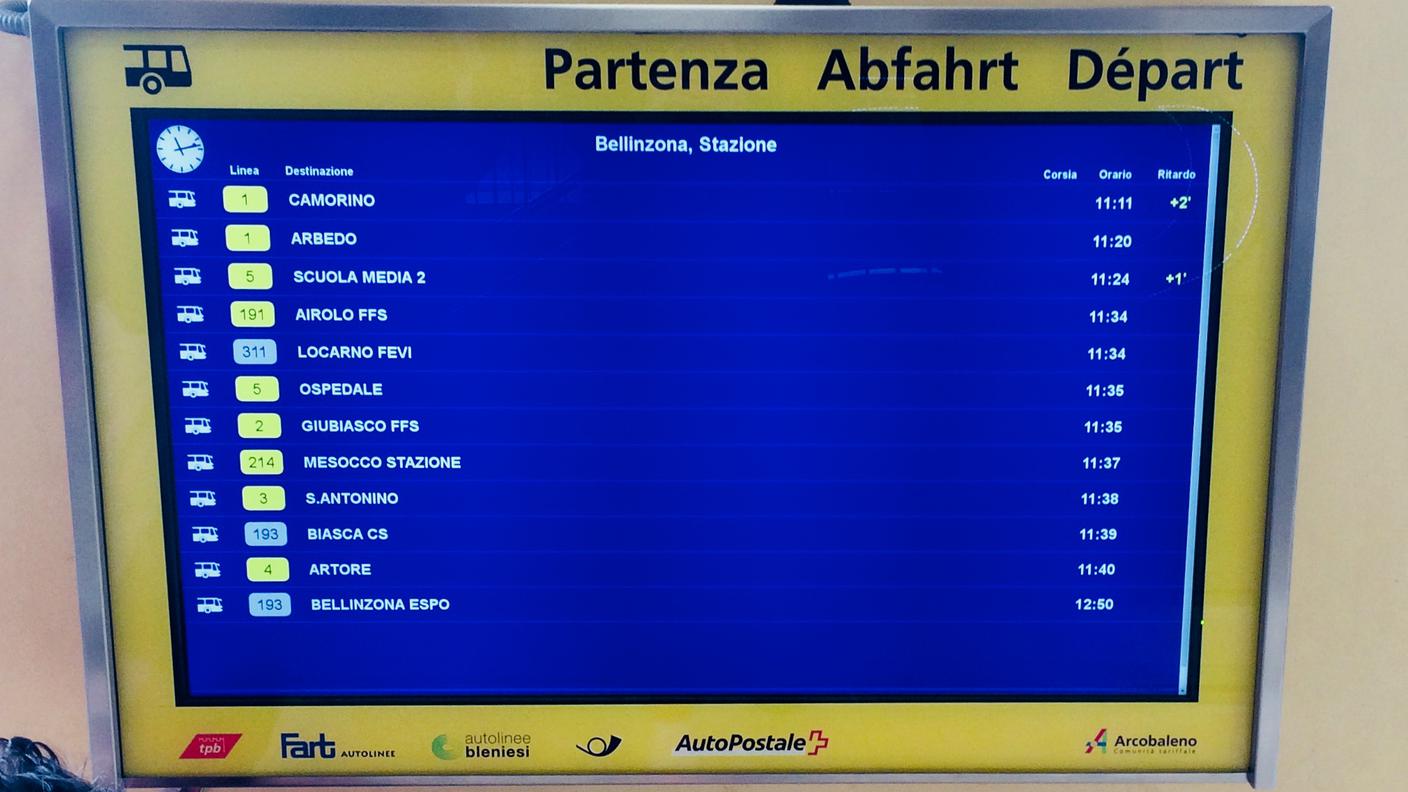 Partenza Abfahrt Départ
Bellinzona, Stazione
Linea Destinazione Corsia Orario Ritardo
1 CAMORINO 11:11 +2'
1 ARBEDO 11:20
5 SCUOLA MEDIA 2 11:24 +1'
191 AIROLO FFS 11:34
311 LOCARNO FEVI 11:34
5 OSPEDALE 11:35
2 GIUBIASCO FFS 11:35
214 MESOCCO STAZIONE 11:37
3 S.ANTONINO 11:38
193 BIASCA CS 11:39
4 ARTORE 11:40
193 BELLINZONA ESPO 12:50
tpb Fart AUTOLINEE autolinee bleniesi AutoPostale Arcobaleno
Comunità tariffale